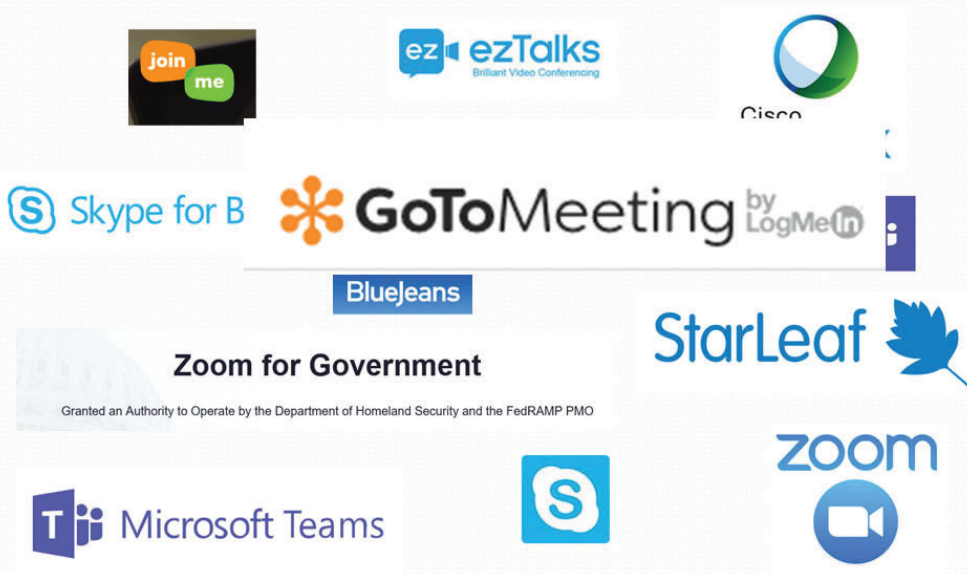 join
me
ez ezTalks
Brilliant Video Conferencing
Cisco
S Skype for B
GoToMeeting by
LogMeIn
BlueJeans
StarLeaf
Zoom for Government
Granted an Authority to Operate by the Department of Homeland Security and the FedRAMP PMO
zoom
T Microsoft Teams
S